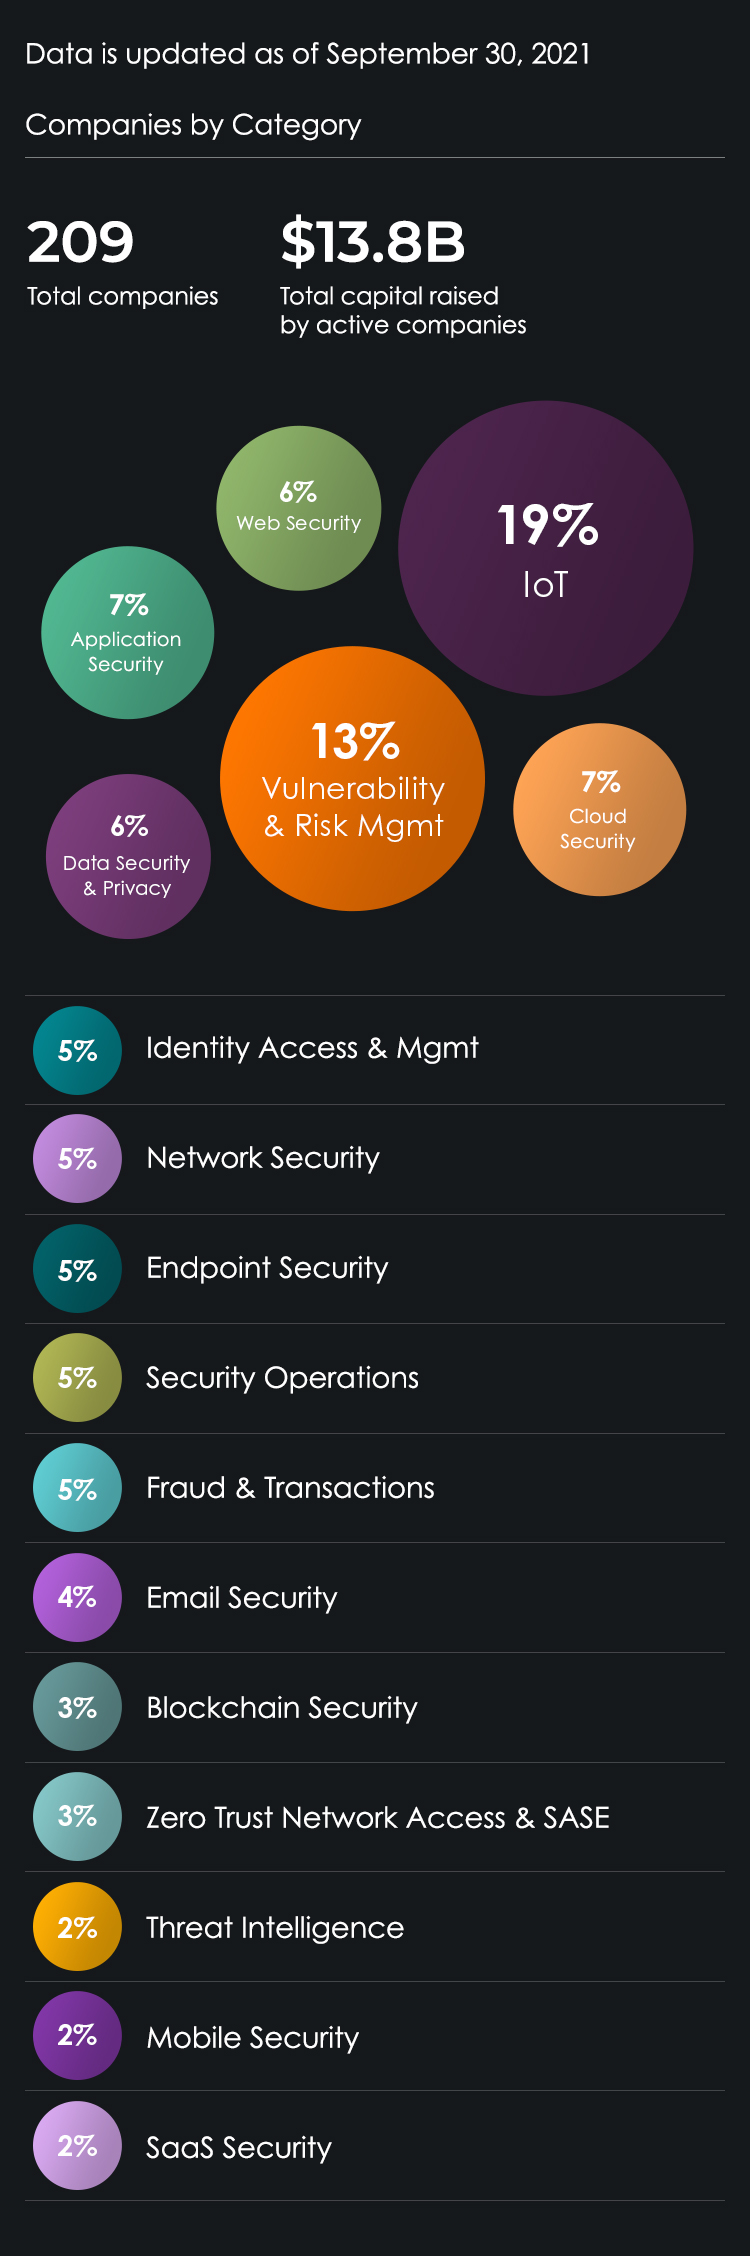 Data is updated as of September 30, 2021
Companies by Category
209
Total companies
$13.8B
Total capital raised
by active companies
6%
Web Security
19%
IoT
7%
Application
Security
13%
Vulnerability
& Risk Mgmt
7%
Cloud
Security
6%
Data Security
& Privacy
5%
Identity Access & Mgmt
5%
Network Security
5%
Endpoint Security
5%
Security Operations
5%
Fraud & Transactions
4%
Email Security
3%
Blockchain Security
3%
Zero Trust Network Access & SASE
2%
Threat Intelligence
2%
Mobile Security
2%
SaaS Security